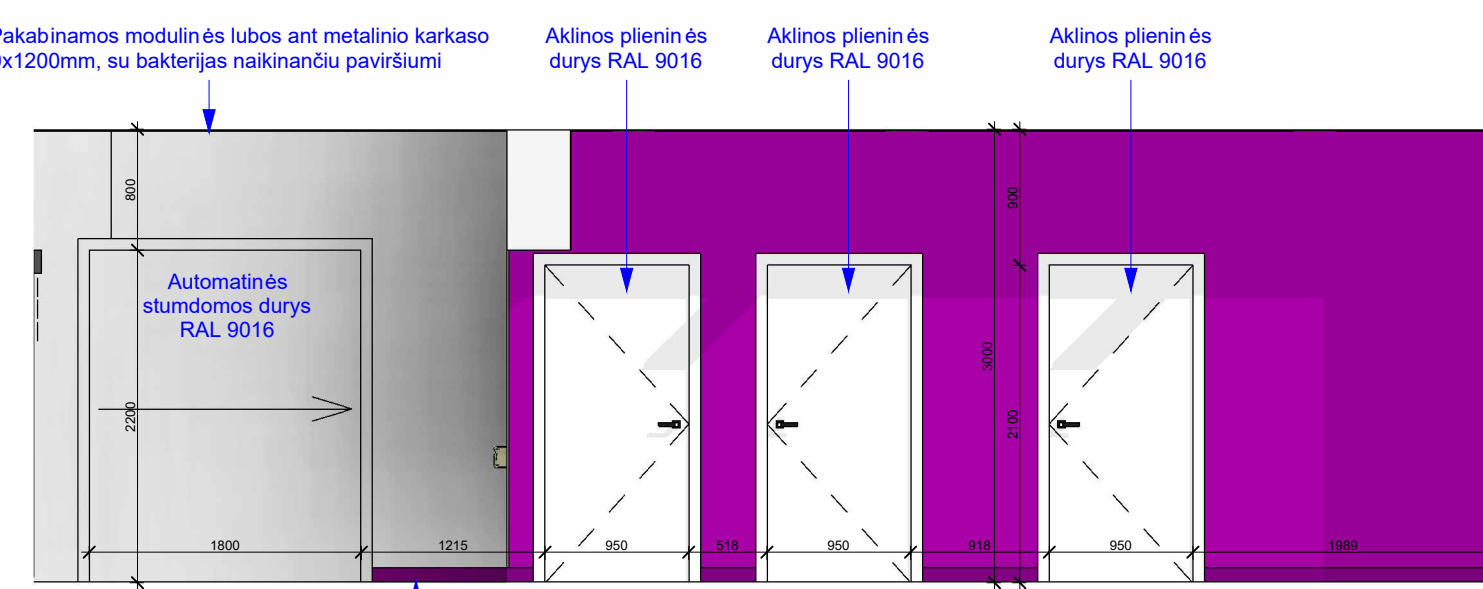 Pakabinamos modulinės lubos ant metalinio karkaso
0x1200mm, su bakterijas naikinančiu paviršiumi
Aklinos plieninės
durys RAL 9016
Aklinos plieninės
durys RAL 9016
Aklinos plieninės
durys RAL 9016
800
900
Automatinės
stumdomos durys
RAL 9016
3000
2200
2100
1800
1215
950
518
950
918
950
1989